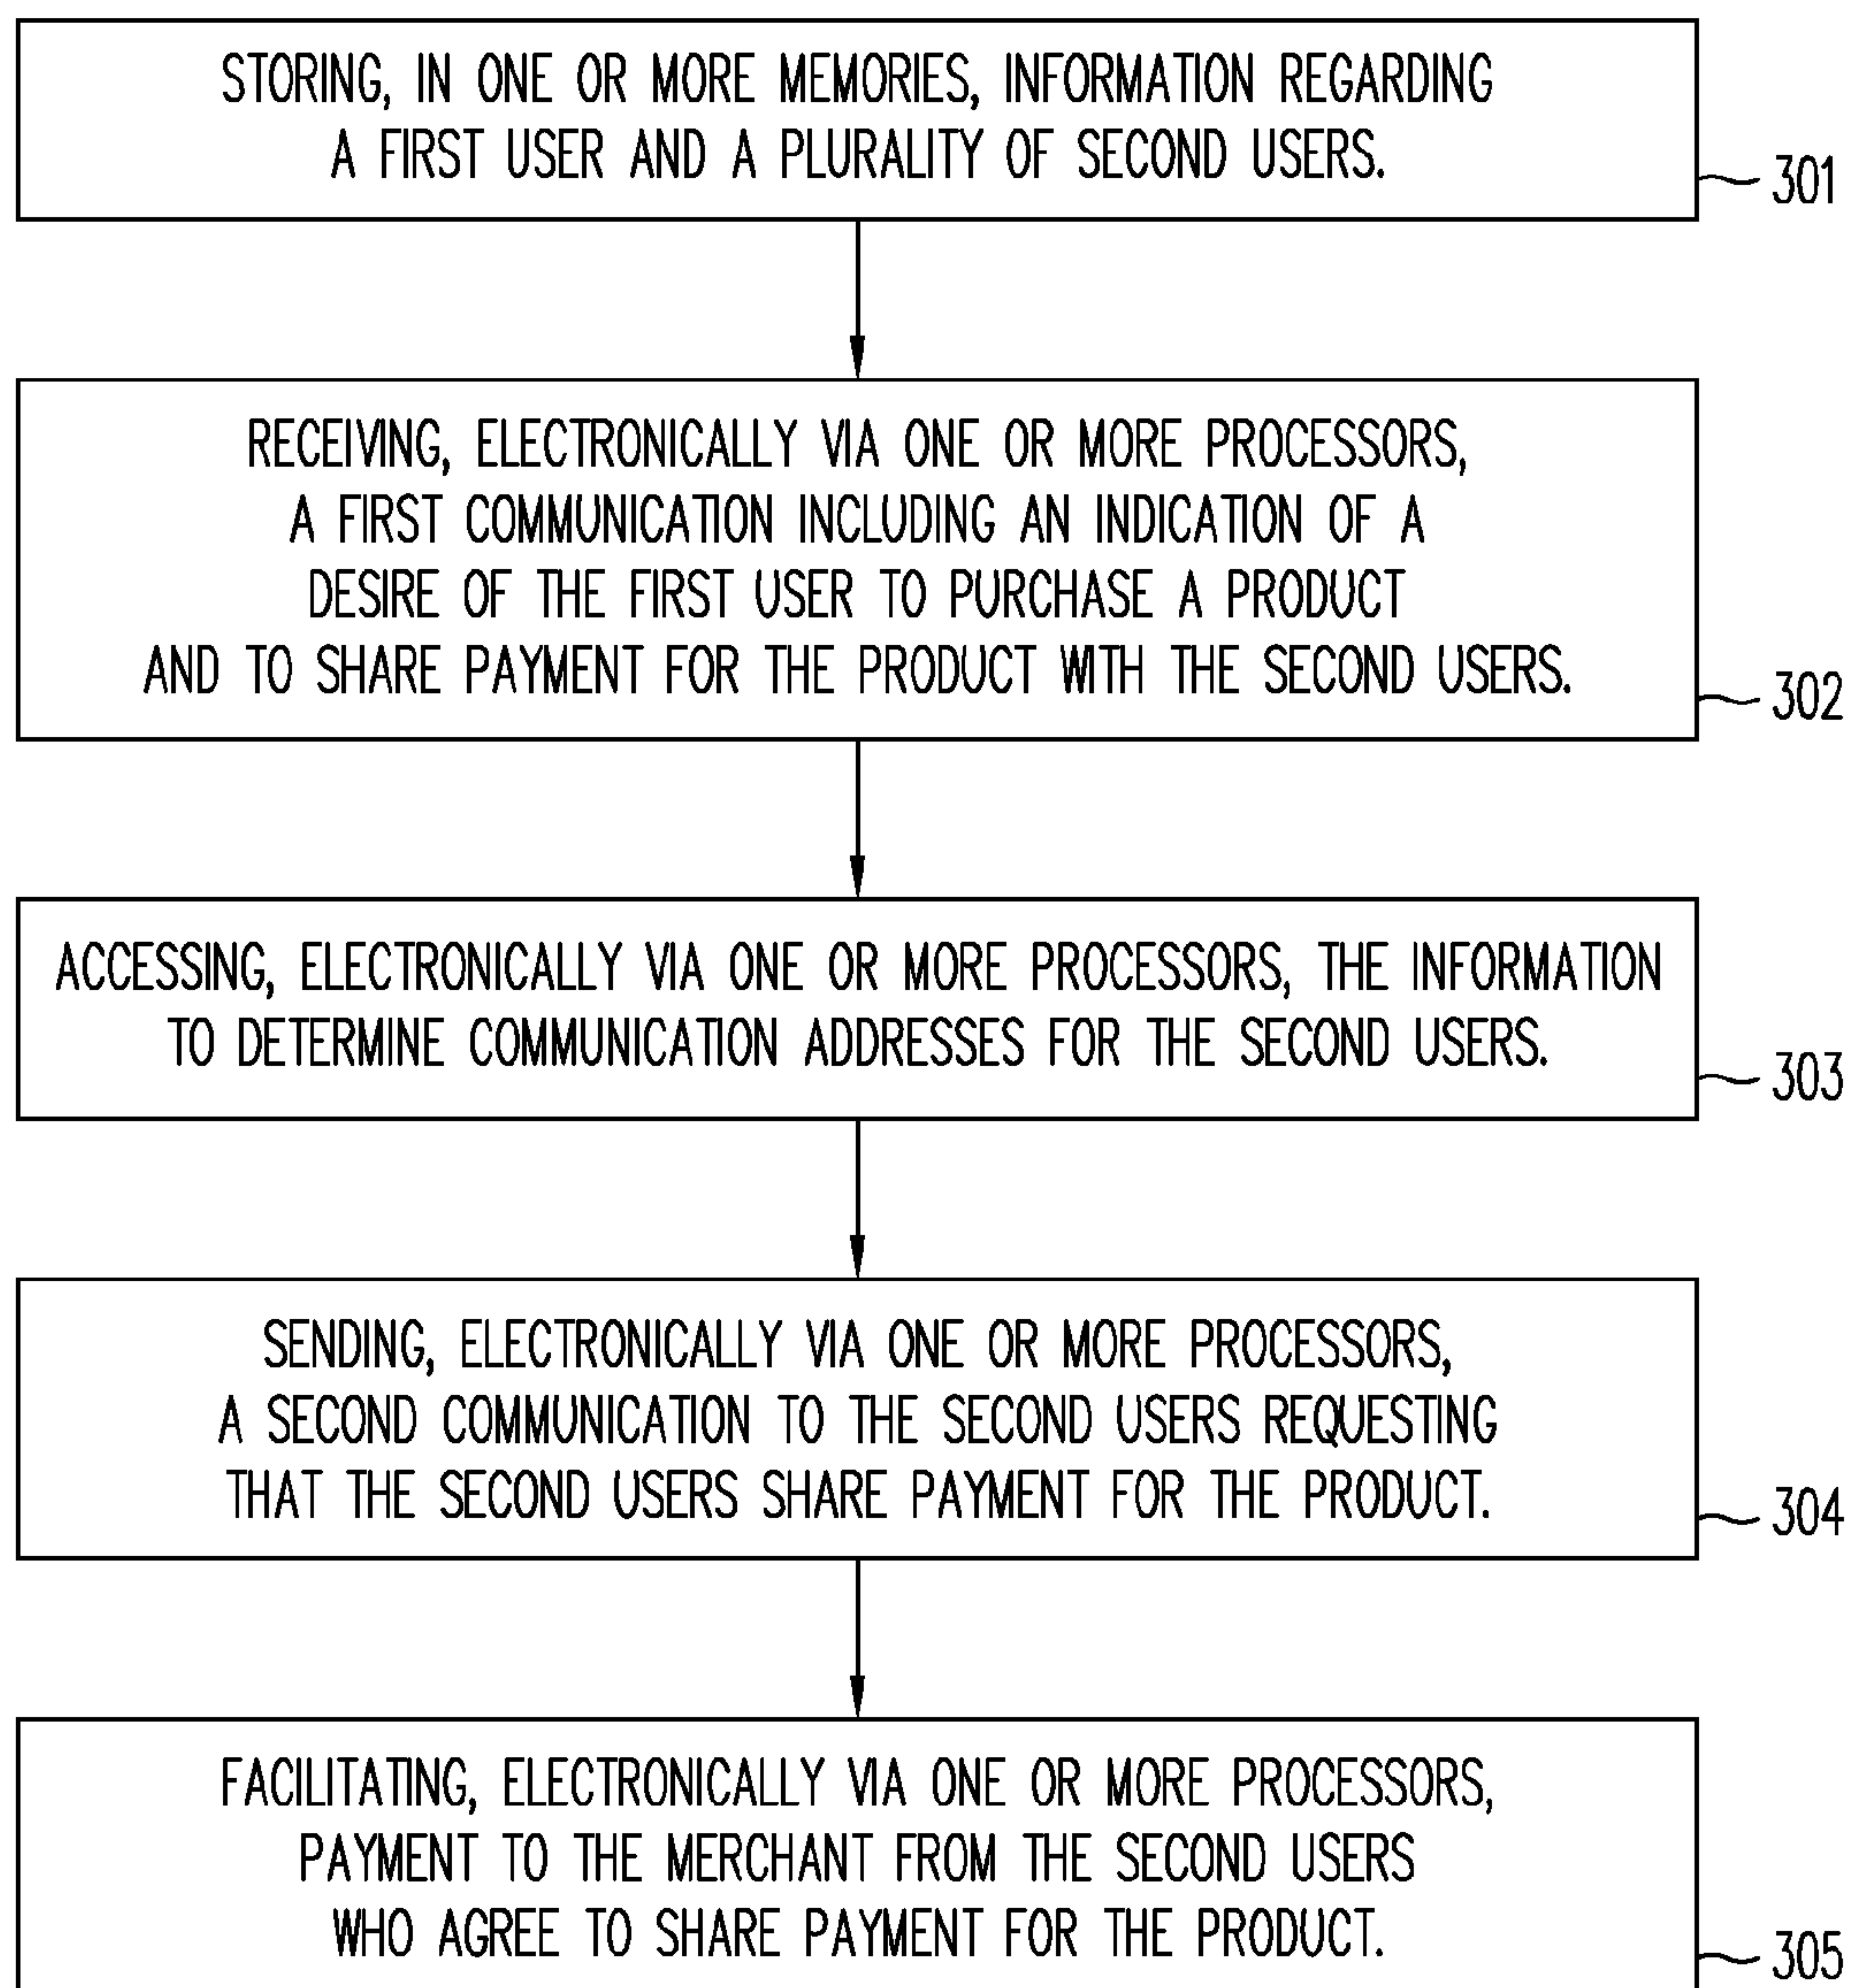 STORING, IN ONE OR MORE MEMORIES, INFORMATION REGARDING
A FIRST USER AND A PLURALITY OF SECOND USERS.
301
RECEIVING, ELECTRONICALLY VIA ONE OR MORE PROCESSORS,
A FIRST COMMUNICATION INCLUDING AN INDICATION OF A
DESIRE OF THE FIRST USER TO PURCHASE A PRODUCT
AND TO SHARE PAYMENT FOR THE PRODUCT WITH THE SECOND USERS.
302
ACCESSING, ELECTRONICALLY VIA ONE OR MORE PROCESSORS, THE INFORMATION
TO DETERMINE COMMUNICATION ADDRESSES FOR THE SECOND USERS.
303
SENDING, ELECTRONICALLY VIA ONE OR MORE PROCESSORS,
A SECOND COMMUNICATION TO THE SECOND USERS REQUESTING
THAT THE SECOND USERS SHARE PAYMENT FOR THE PRODUCT.
304
FACILITATING, ELECTRONICALLY VIA ONE OR MORE PROCESSORS,
PAYMENT TO THE MERCHANT FROM THE SECOND USERS
WHO AGREE TO SHARE PAYMENT FOR THE PRODUCT.
305